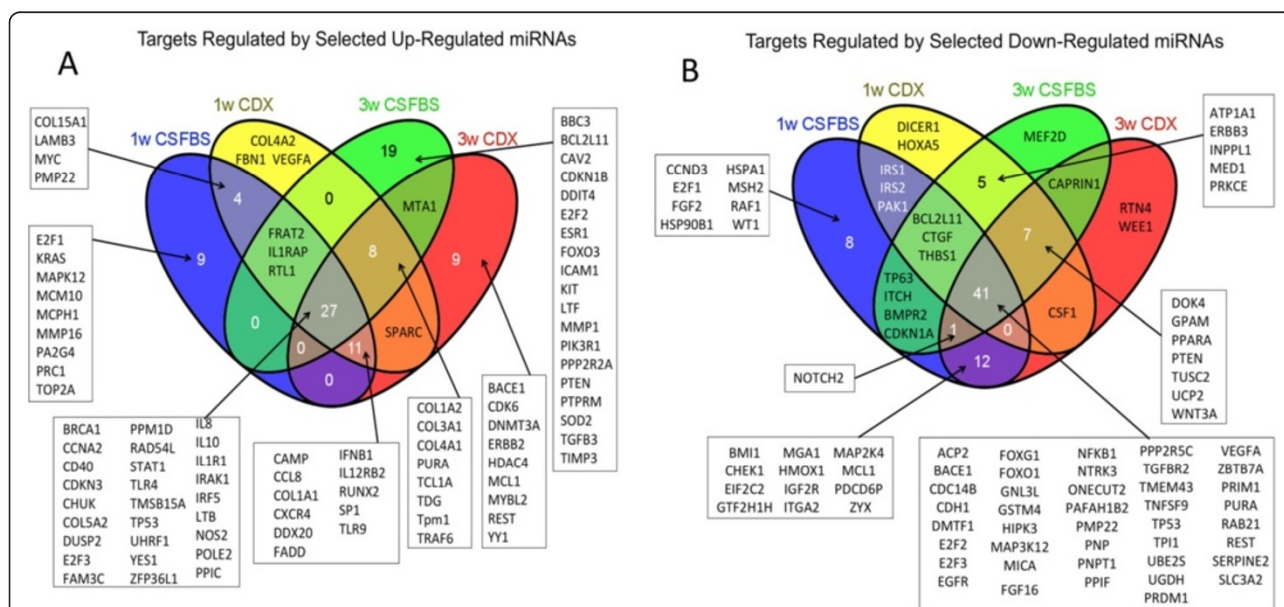 Targets Regulated by Selected Up-Regulated miRNAs
A
1w CDX
3w CSFBS
1w CSFBS
3w CDX
COL15A1
LAMB3
MYC
PMP22
COL4A2
FBN1 VEGFA
19
4
0
MTA1
FRAT2
IL1RAP
RTL1
8
9
9
27
SPARC
0
0
11
0
E2F1
KRAS
MAPK12
MCM10
MCPH1
MMP16
PA2G4
PRC1
TOP2A
BBC3
BCL2L11
CAV2
CDKN1B
DDIT4
E2F2
ESR1
FOXO3
ICAM1
KIT
LTF
MMP1
PIK3R1
PPP2R2A
PTEN
PTPRM
SOD2
TGFB3
TIMP3
BRCA1
CCNA2
CD40
CDKN3
CHUK
COL5A2
DUSP2
E2F3
FAM3C
PPM1D
RAD54L
STAT1
TLR4
TMSB15A
TP53
UHRF1
YES1
ZFP36L1
IL8
IL10
IL1R1
IRAK1
IRF5
LTB
NOS2
POLE2
PPIC
CAMP
CCL8
COL1A1
CXCR4
DDX20
FADD
IFNB1
IL12RB2
RUNX2
SP1
TLR9
COL1A2
COL3A1
COL4A1
PURA
TCL1A
TDG
Tpm1
TRAF6
BACE1
CDK6
DNMT3A
ERBB2
HDAC4
MCL1
MYBL2
REST
YY1
Targets Regulated by Selected Down-Regulated miRNAs
B
1w CDX
3w CSFBS
1w CSFBS
3w CDX
DICER1
HOXA5
MEF2D
IRS1
IRS2
PAK1
5
CAPRIN1
BCL2L11
CTGF
THBS1
7
RTN4
WEE1
8
TP63
ITCH
BMPR2
CDKN1A
41
CSF1
1
0
12
CCND3
E2F1
FGF2
HSP90B1
HSPA1
MSH2
RAF1
WT1
ATP1A1
ERBB3
INPPL1
MED1
PRKCE
DOK4
GPAM
PPARA
PTEN
TUSC2
UCP2
WNT3A
NOTCH2
BMI1
CHEK1
EIF2C2
GTF2H1H
MGA1
HMOX1
IGF2R
ITGA2
MAP2K4
MCL1
PDCD6P
ZYX
ACP2
BACE1
CDC14B
CDH1
DMTF1
E2F2
E2F3
EGFR
FOXG1
FOXO1
GNL3L
GSTM4
HIPK3
MAP3K12
MICA
FGF16
NFKB1
NTRK3
ONECUT2
PAFAH1B2
PMP22
PNP
PNPT1
PPIF
PPP2R5C
TGFBR2
TMEM43
TNFSF9
TP53
TPI1
UBE2S
UGDH
PRDM1
VEGFA
ZBTB7A
PRIM1
PURA
RAB21
REST
SERPINE2
SLC3A2